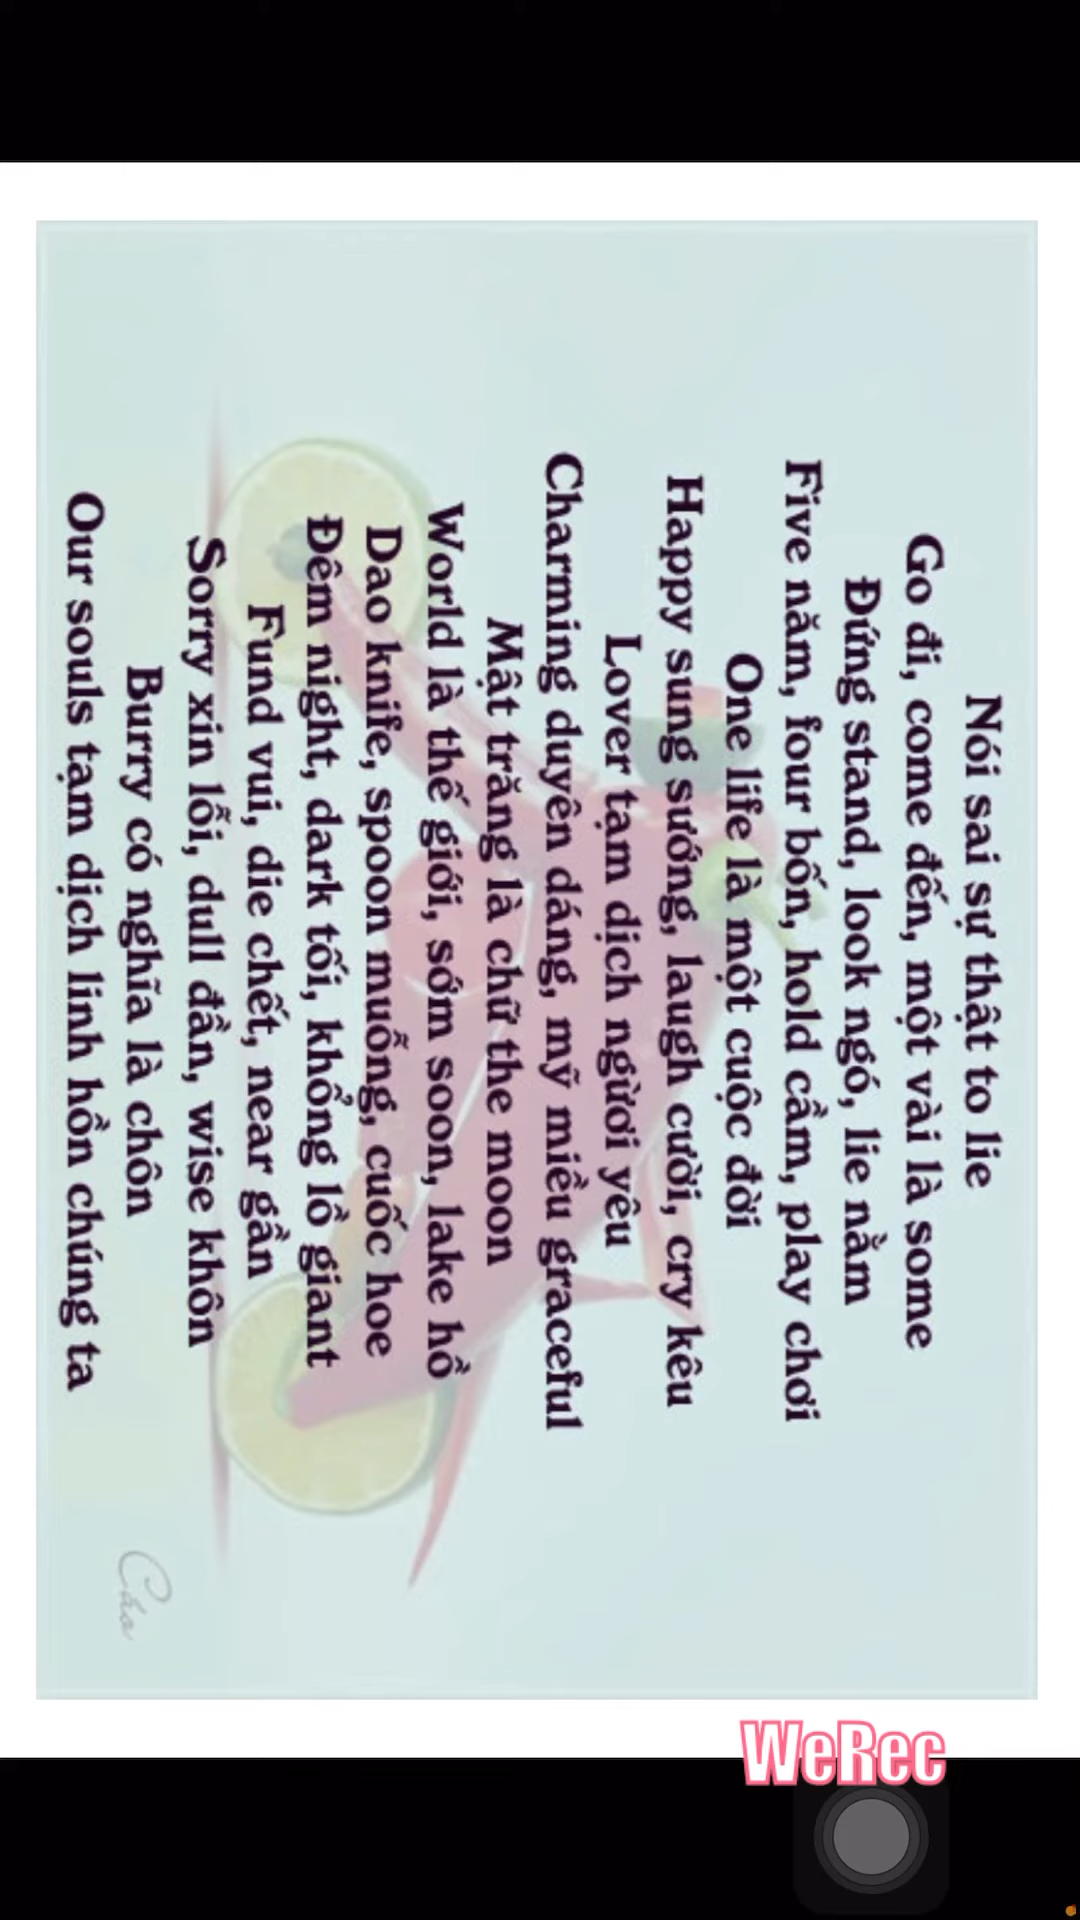 Nói sai sự thật to lie
Go đi, come đến, một vài là some
Đứng stand, look ngó, lie nằm
Five năm, four bốn, hold cầm, play chơi
One life là một cuộc đời
Happy sung sướng, laugh cười, cry kêu
Lover tạm dịch ngừơi yêu
Charming duyên dáng, mỹ miều graceful
Mặt trăng là chữ the moon
World là thế giới, sớm soon, lake hồ
Dao knife, spoon muỗng, cuốc hoe
Đêm night, dark tối, khổng lồ giant
Fund vui, die chết, near gần
Sorry xin lỗi, dull đần, wise khôn
Burry có nghĩa là chôn
Our souls tạm dịch linh hồn chúng ta
WeRec